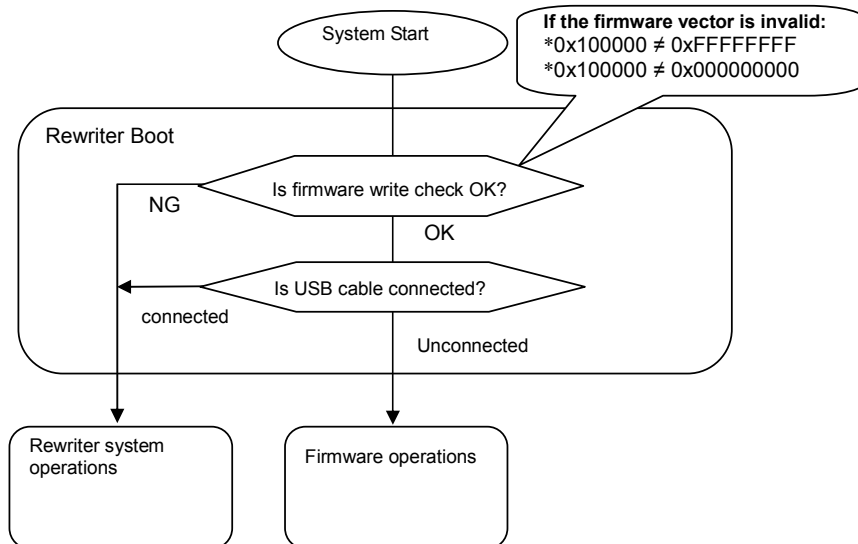 System Start
If the firmware vector is invalid:
*0x100000 ≠ 0xFFFFFFFF
*0x100000 ≠ 0x000000000
Rewriter Boot
Is firmware write check OK?
NG
OK
Is USB cable connected?
connected
Unconnected
Rewriter system
operations
Firmware operations